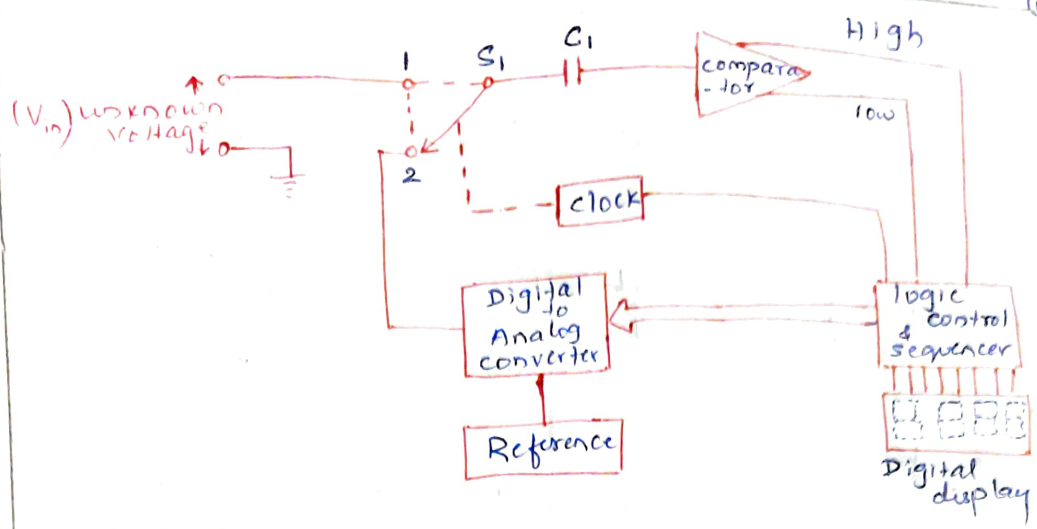 High
C1
S1
1
compara
-tor
(Vin) unknown
voltage
low
2
clock
Digital
to
Analog
converter
logic
control
&
sequencer
Reference
Digital
display